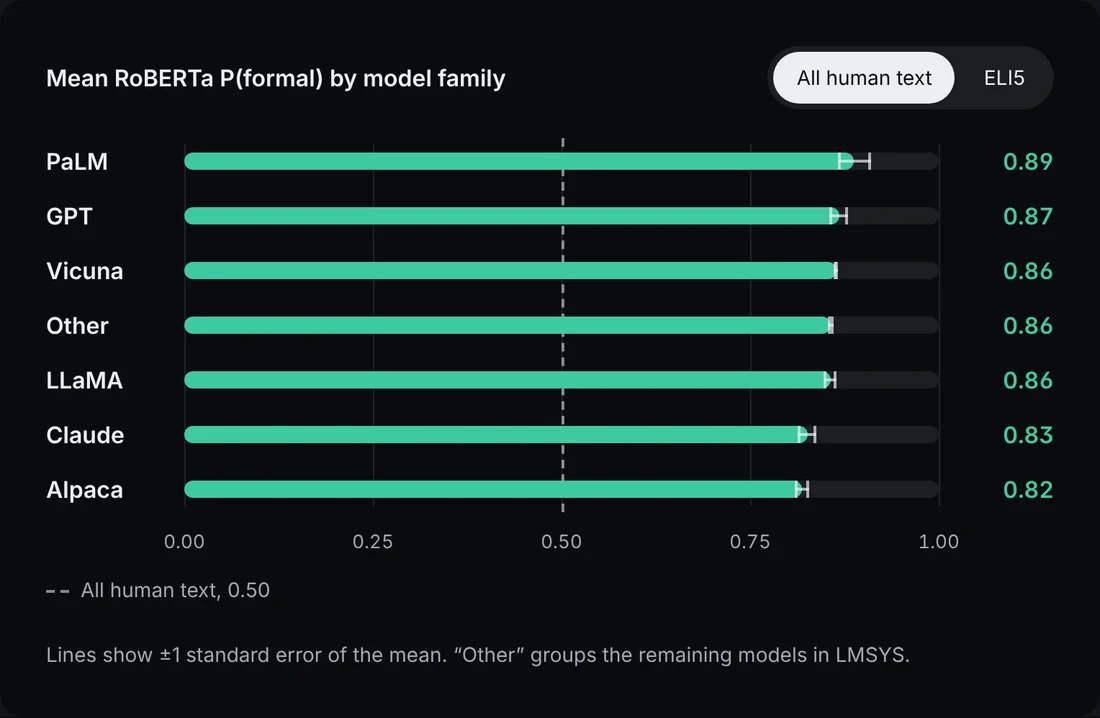 Mean RoBERTa P(formal) by model family
All human text ELI5
PaLM 0.89
GPT 0.87
Vicuna 0.86
Other 0.86
LLaMA 0.86
Claude 0.83
Alpaca 0.82
0.00 0.25 0.50 0.75 1.00
All human text, 0.50
Lines show ±1 standard error of the mean. “Other” groups the remaining models in LMSYS.